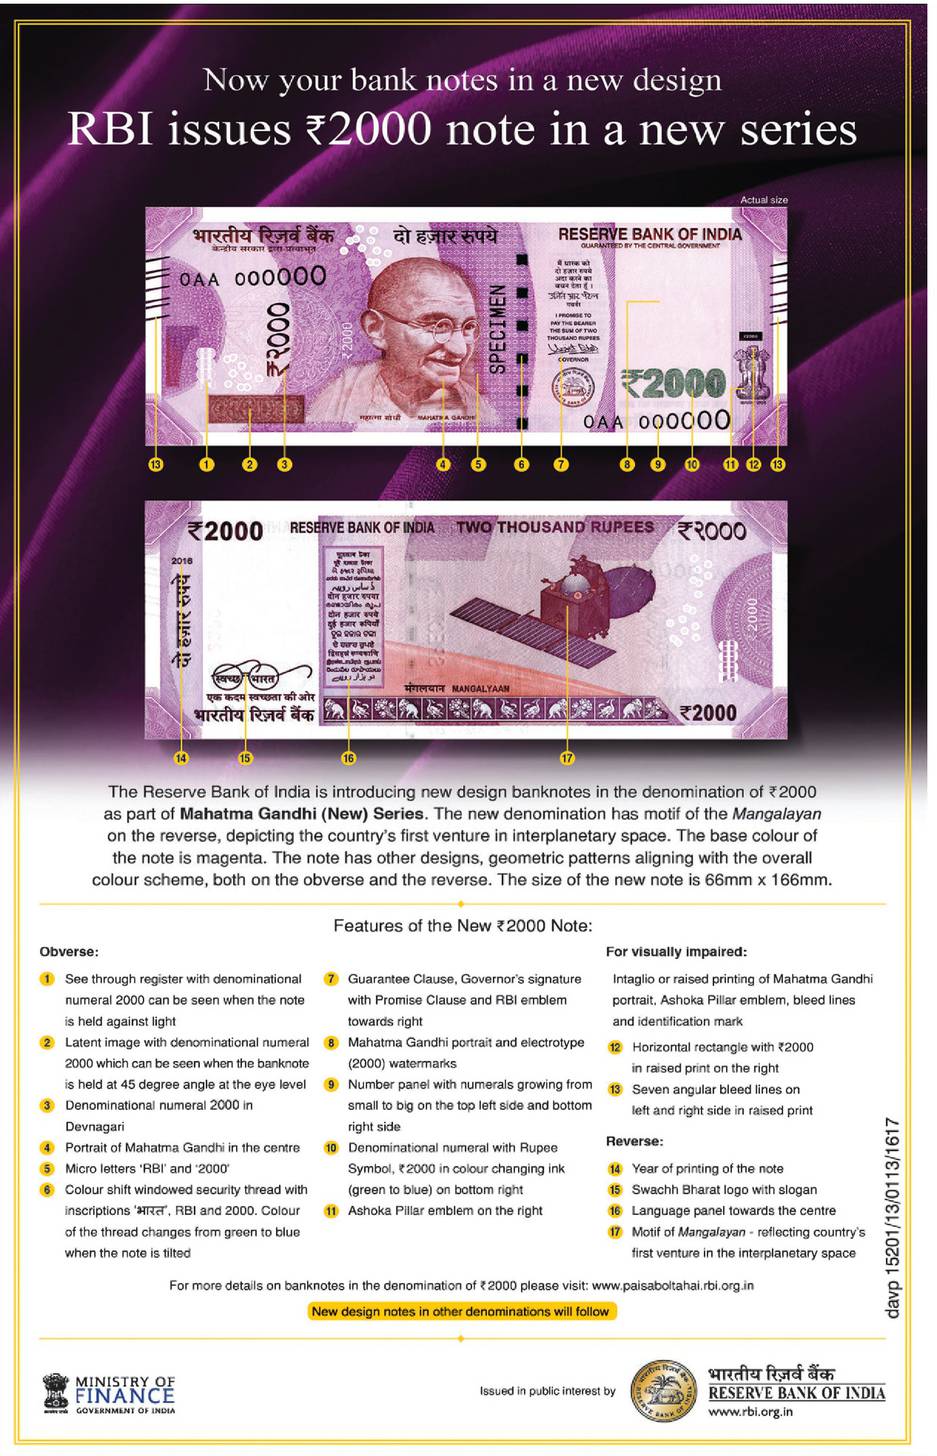 Now your bank notes in a new design
RBI issues ₹2000 note in a new series
Actual size
भारतीय रिज़र्व बैंक
केन्द्रीय सरकार द्वारा प्रत्याभूत
दो हज़ार रुपये
RESERVE BANK OF INDIA
GUARANTEED BY THE CENTRAL GOVERNMENT
0AA 000000
₹२०००
2000
SPECIMEN
मैं धारक को
दो हज़ार रुपये
अदा करने का
वचन देता हूँ ।
गवर्नर
I PROMISE TO
PAY THE BEARER
THE SUM OF TWO
THOUSAND RUPEES
GOVERNOR
₹2000
0AA 000000
महात्मा गांधी MAHATMA GANDHI
13 1 2 3 4 5 6 7 8 9 10 11 12 13
₹2000 RESERVE BANK OF INDIA TWO THOUSAND RUPEES ₹२०००
2016
दो हज़ार रुपये
2000
स्वच्छ भारत
एक कदम स्वच्छता की ओर
भारतीय रिज़र्व बैंक
मंगलयान MANGALYAAN
₹2000
14 15 16 17
The Reserve Bank of India is introducing new design banknotes in the denomination of ₹2000
as part of Mahatma Gandhi (New) Series. The new denomination has motif of the Mangalayan
on the reverse, depicting the country's first venture in interplanetary space. The base colour of
the note is magenta. The note has other designs, geometric patterns aligning with the overall
colour scheme, both on the obverse and the reverse. The size of the new note is 66mm x 166mm.
Features of the New ₹2000 Note:
Obverse:
1 See through register with denominational
numeral 2000 can be seen when the note
is held against light
2 Latent image with denominational numeral
2000 which can be seen when the banknote
is held at 45 degree angle at the eye level
3 Denominational numeral 2000 in
Devnagari
4 Portrait of Mahatma Gandhi in the centre
5 Micro letters 'RBI' and '2000'
6 Colour shift windowed security thread with
inscriptions 'भारत', RBI and 2000. Colour
of the thread changes from green to blue
when the note is tilted
7 Guarantee Clause, Governor's signature
with Promise Clause and RBI emblem
towards right
8 Mahatma Gandhi portrait and electrotype
(2000) watermarks
9 Number panel with numerals growing from
small to big on the top left side and bottom
right side
10 Denominational numeral with Rupee
Symbol, ₹2000 in colour changing ink
(green to blue) on bottom right
11 Ashoka Pillar emblem on the right
For visually impaired:
Intaglio or raised printing of Mahatma Gandhi
portrait, Ashoka Pillar emblem, bleed lines
and identification mark
12 Horizontal rectangle with ₹2000
in raised print on the right
13 Seven angular bleed lines on
left and right side in raised print
Reverse:
14 Year of printing of the note
15 Swachh Bharat logo with slogan
16 Language panel towards the centre
17 Motif of Mangalayan - reflecting country's
first venture in the interplanetary space
davp 15201/13/0113/1617
For more details on banknotes in the denomination of ₹2000 please visit: www.paisaboltahai.rbi.org.in
New design notes in other denominations will follow
MINISTRY OF
FINANCE
GOVERNMENT OF INDIA
Issued in public interest by
भारतीय रिज़र्व बैंक
RESERVE BANK OF INDIA
www.rbi.org.in